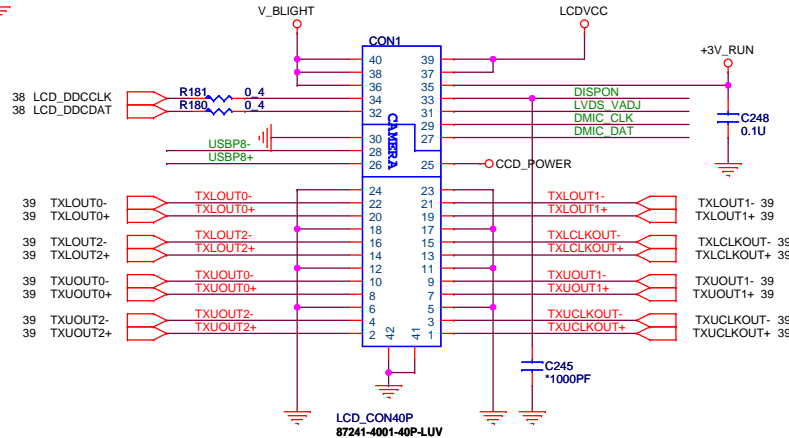 V_BLIGHT LCDVCC
CON1 +3V_RUN
40 39
38 37
36 35
38 LCD_DDCCLK R181 0_4 34 33 DISPON
38 LCD_DDCDAT R180 0_4 32 31 LVDS_VADJ
CAMERA
30 29 DMIC_CLK
USBP8- 28 27 DMIC_DAT
C248
0.1U
USBP8+ 26 25 CCD_POWER
24 23
39 TXLOUT0- TXLOUT0- 22 21 TXLOUT1- TXLOUT1- 39
39 TXLOUT0+ TXLOUT0+ 20 19 TXLOUT1+ TXLOUT1+ 39
18 17
39 TXLOUT2- TXLOUT2- 16 15 TXLCLKOUT- TXLCLKOUT- 39
39 TXLOUT2+ TXLOUT2+ 14 13 TXLCLKOUT+ TXLCLKOUT+ 39
12 11
39 TXUOUT0- TXUOUT0- 10 9 TXUOUT1- TXUOUT1- 39
39 TXUOUT0+ TXUOUT0+ 8 7 TXUOUT1+ TXUOUT1+ 39
6 5
39 TXUOUT2- TXUOUT2- 4 3 TXUCLKOUT- TXUCLKOUT- 39
39 TXUOUT2+ TXUOUT2+ 2 1 TXUCLKOUT+ TXUCLKOUT+ 39
42 41
C245
*1000PF
LCD_CON40P
87241-4001-40P-LUV